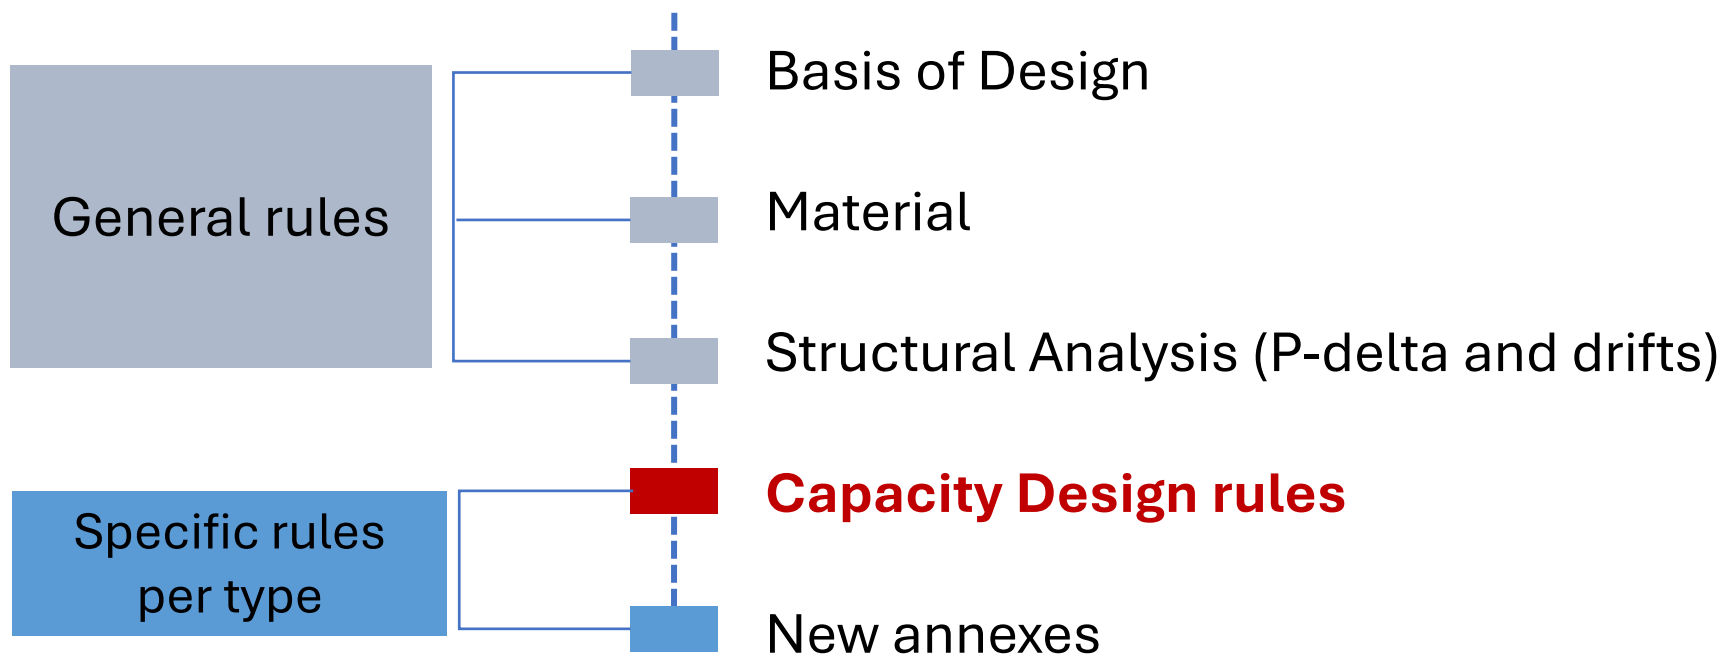 General rules
Basis of Design
Material
Structural Analysis (P-delta and drifts)
Specific rules
per type
Capacity Design rules
New annexes